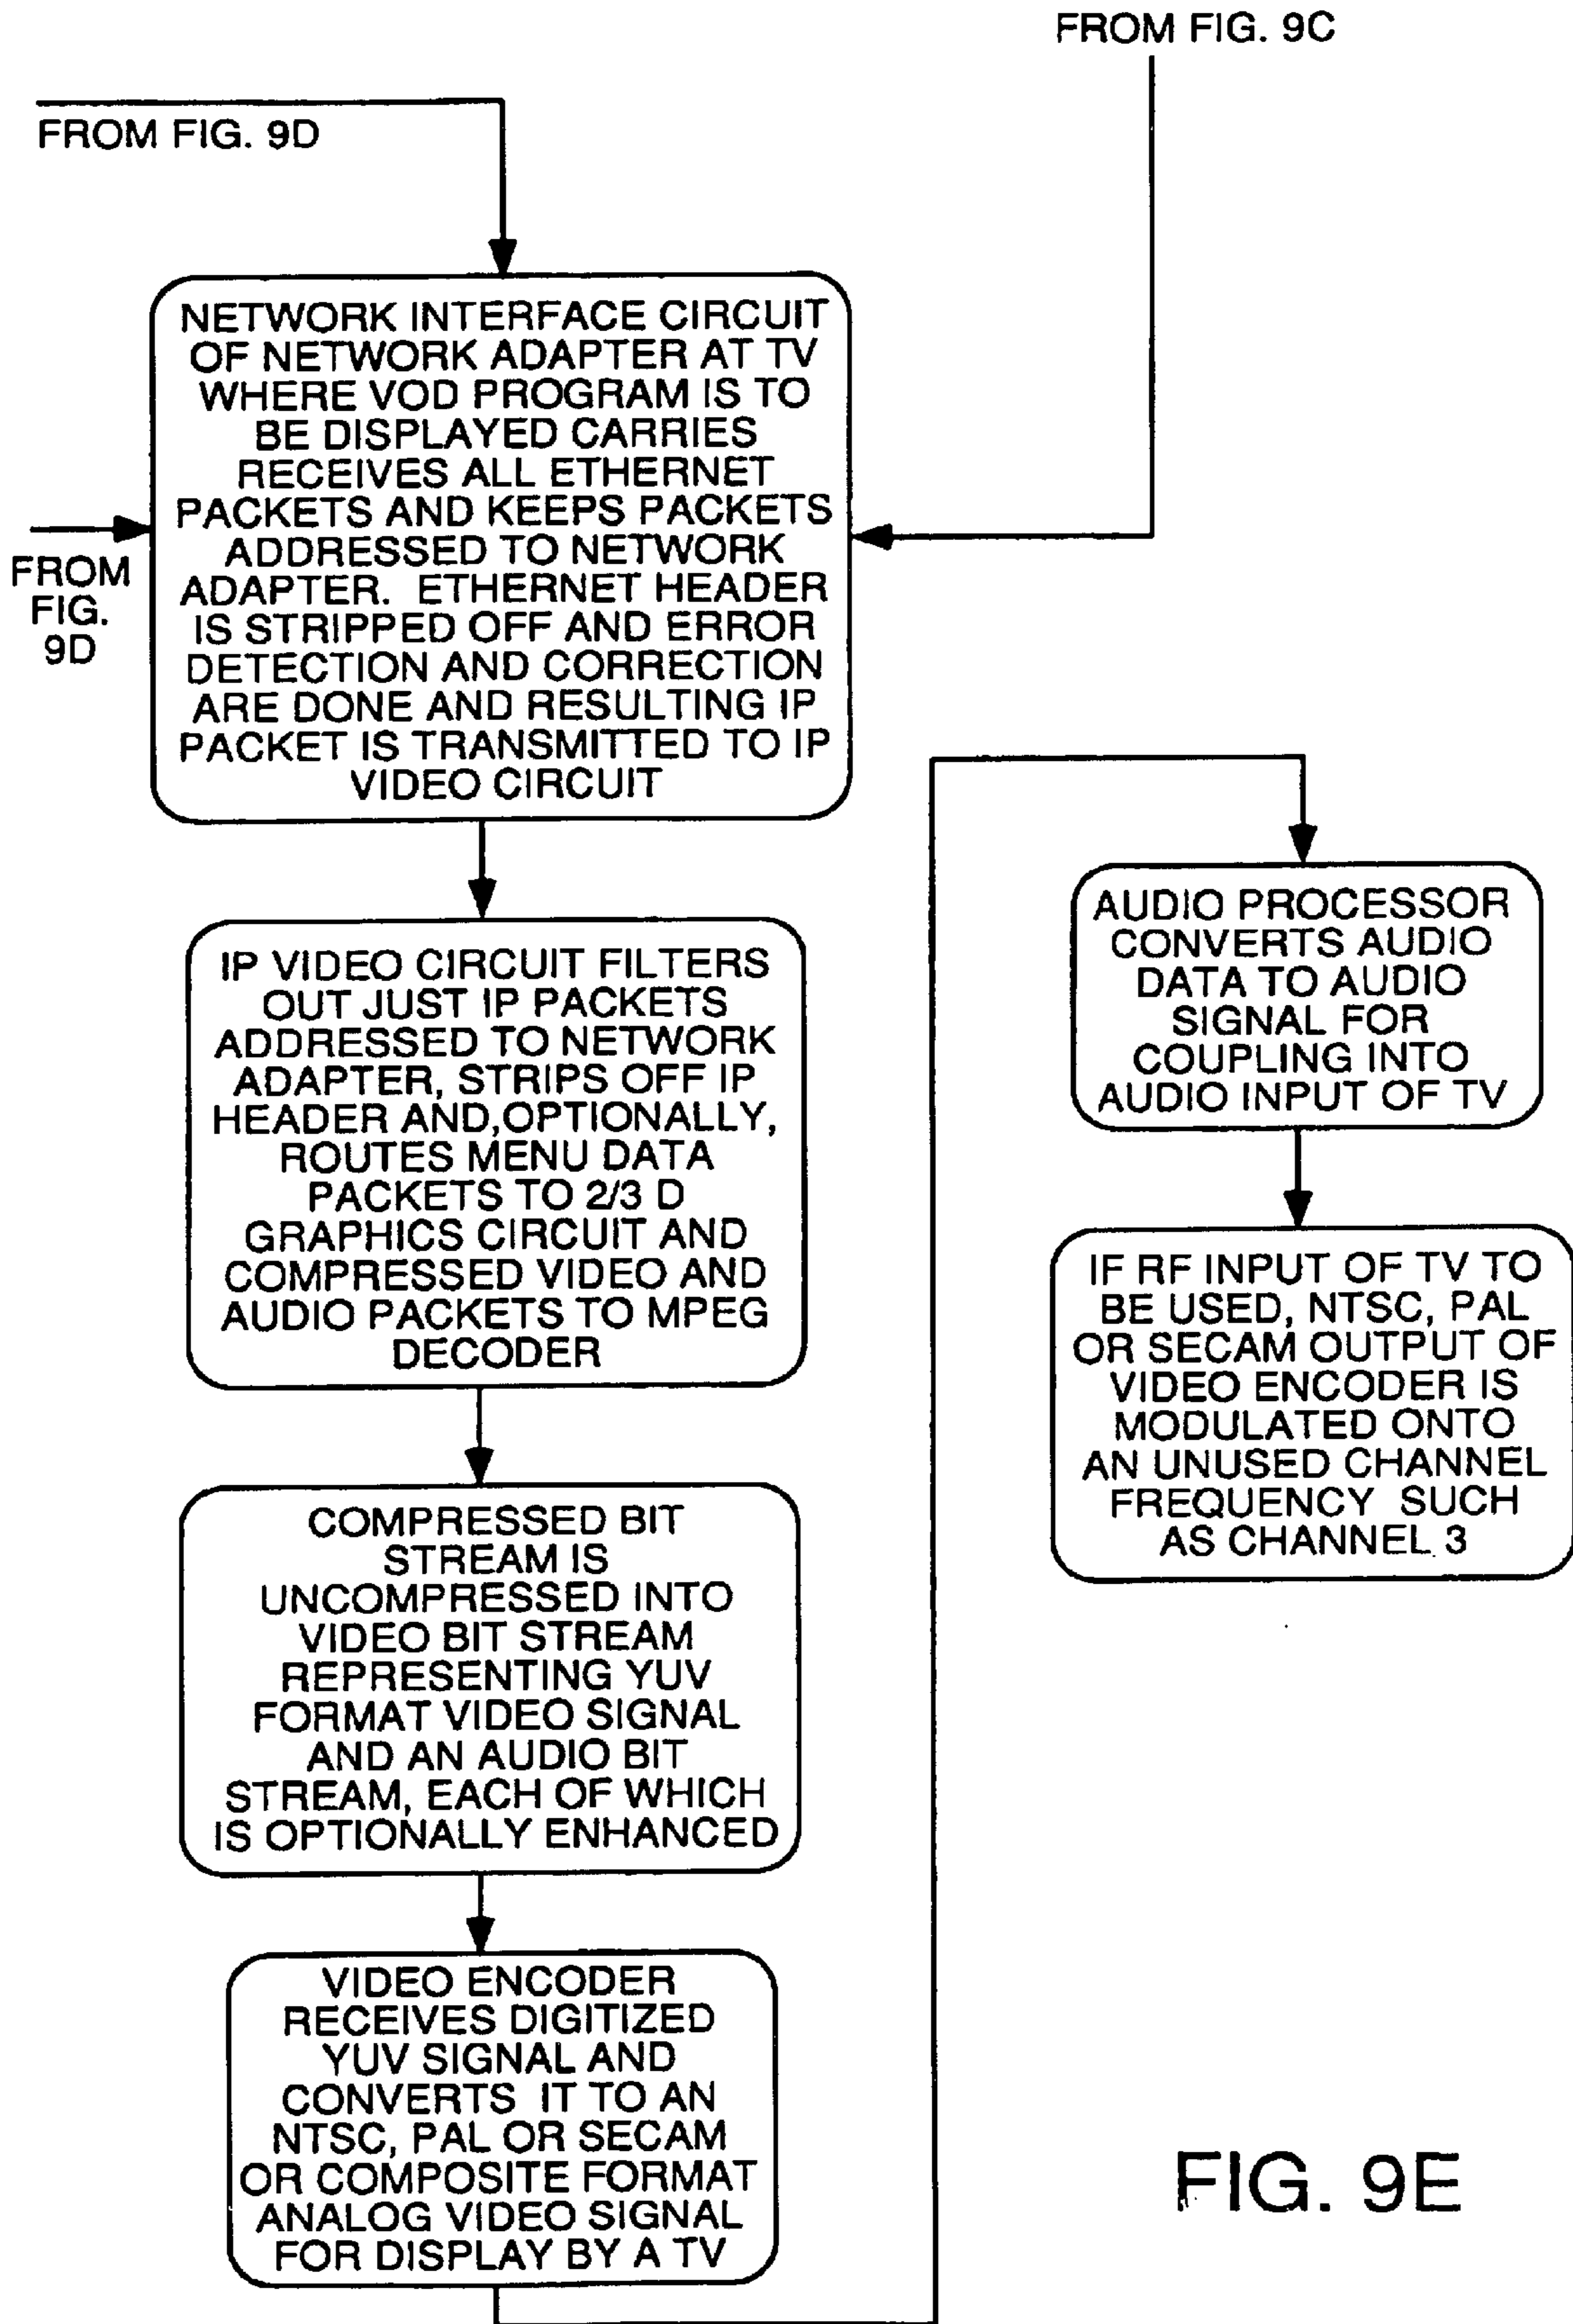 FROM FIG. 9C
FROM FIG. 9D
NETWORK INTERFACE CIRCUIT
OF NETWORK ADAPTER AT TV
WHERE VOD PROGRAM IS TO
BE DISPLAYED CARRIES
RECEIVES ALL ETHERNET
PACKETS AND KEEPS PACKETS
ADDRESSED TO NETWORK
ADAPTER. ETHERNET HEADER
IS STRIPPED OFF AND ERROR
DETECTION AND CORRECTION
ARE DONE AND RESULTING IP
PACKET IS TRANSMITTED TO IP
VIDEO CIRCUIT
FROM
FIG.
9D
IP VIDEO CIRCUIT FILTERS
OUT JUST IP PACKETS
ADDRESSED TO NETWORK
ADAPTER, STRIPS OFF IP
HEADER AND,OPTIONALLY,
ROUTES MENU DATA
PACKETS TO 2/3 D
GRAPHICS CIRCUIT AND
COMPRESSED VIDEO AND
AUDIO PACKETS TO MPEG
DECODER
COMPRESSED BIT
STREAM IS
UNCOMPRESSED INTO
VIDEO BIT STREAM
REPRESENTING YUV
FORMAT VIDEO SIGNAL
AND AN AUDIO BIT
STREAM, EACH OF WHICH
IS OPTIONALLY ENHANCED
VIDEO ENCODER
RECEIVES DIGITIZED
YUV SIGNAL AND
CONVERTS IT TO AN
NTSC, PAL OR SECAM
OR COMPOSITE FORMAT
ANALOG VIDEO SIGNAL
FOR DISPLAY BY A TV
AUDIO PROCESSOR
CONVERTS AUDIO
DATA TO AUDIO
SIGNAL FOR
COUPLING INTO
AUDIO INPUT OF TV
IF RF INPUT OF TV TO
BE USED, NTSC, PAL
OR SECAM OUTPUT OF
VIDEO ENCODER IS
MODULATED ONTO
AN UNUSED CHANNEL
FREQUENCY SUCH
AS CHANNEL 3
FIG. 9E